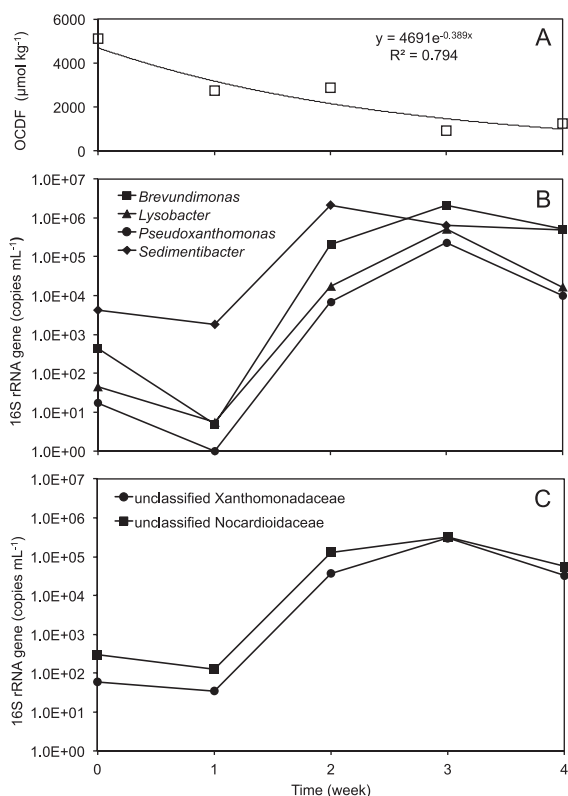 6000
4000
2000
0
OCDF (μmol kg⁻¹)
y = 4691e^-0.389x
R² = 0.794
A
1.0E+07
1.0E+06
1.0E+05
1.0E+04
1.0E+03
1.0E+02
1.0E+01
1.0E+00
16S rRNA gene (copies mL⁻¹)
Brevundimonas
Lysobacter
Pseudoxanthomonas
Sedimentibacter
B
1.0E+07
1.0E+06
1.0E+05
1.0E+04
1.0E+03
1.0E+02
1.0E+01
1.0E+00
16S rRNA gene (copies mL⁻¹)
unclassified Xanthomonadaceae
unclassified Nocardioidaceae
C
0 1 2 3 4
Time (week)